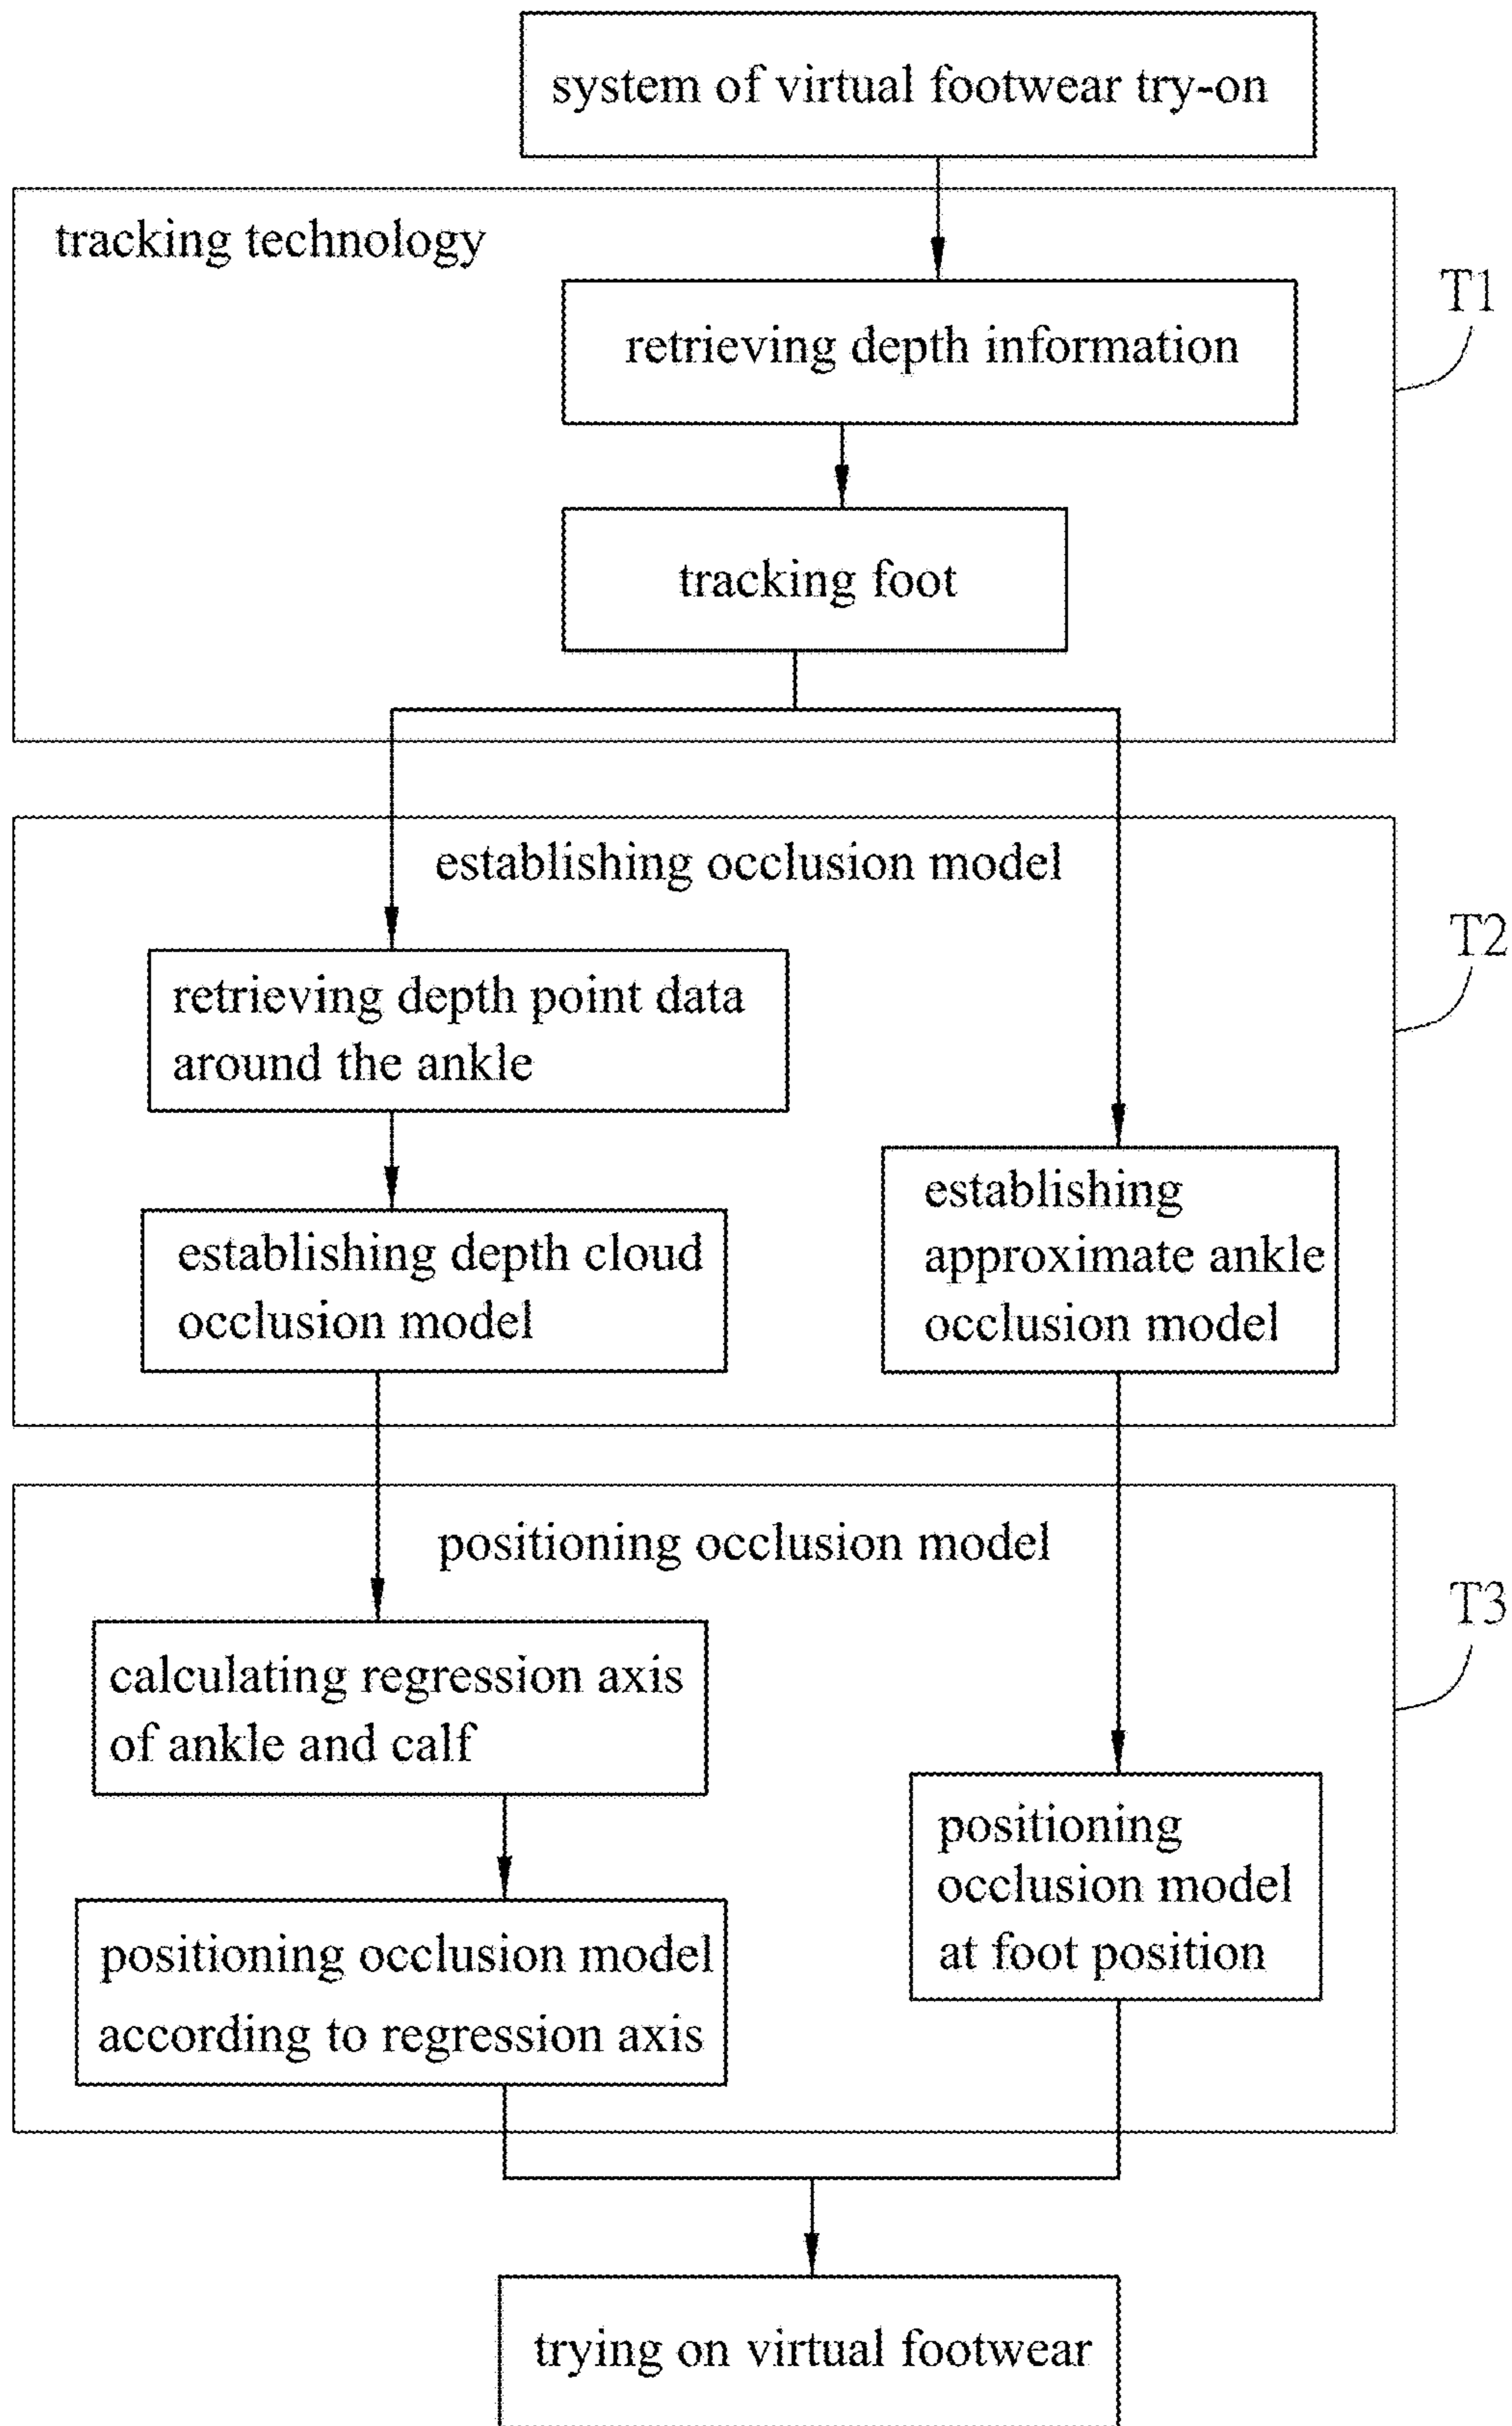 system of virtual footwear try-on
tracking technology
T1
retrieving depth information
tracking foot
establishing occlusion model
T2
retrieving depth point data
around the ankle
establishing depth cloud
occlusion model
establishing
approximate ankle
occlusion model
positioning occlusion model
T3
calculating regression axis
of ankle and calf
positioning occlusion model
according to regression axis
positioning
occlusion model
at foot position
trying on virtual footwear